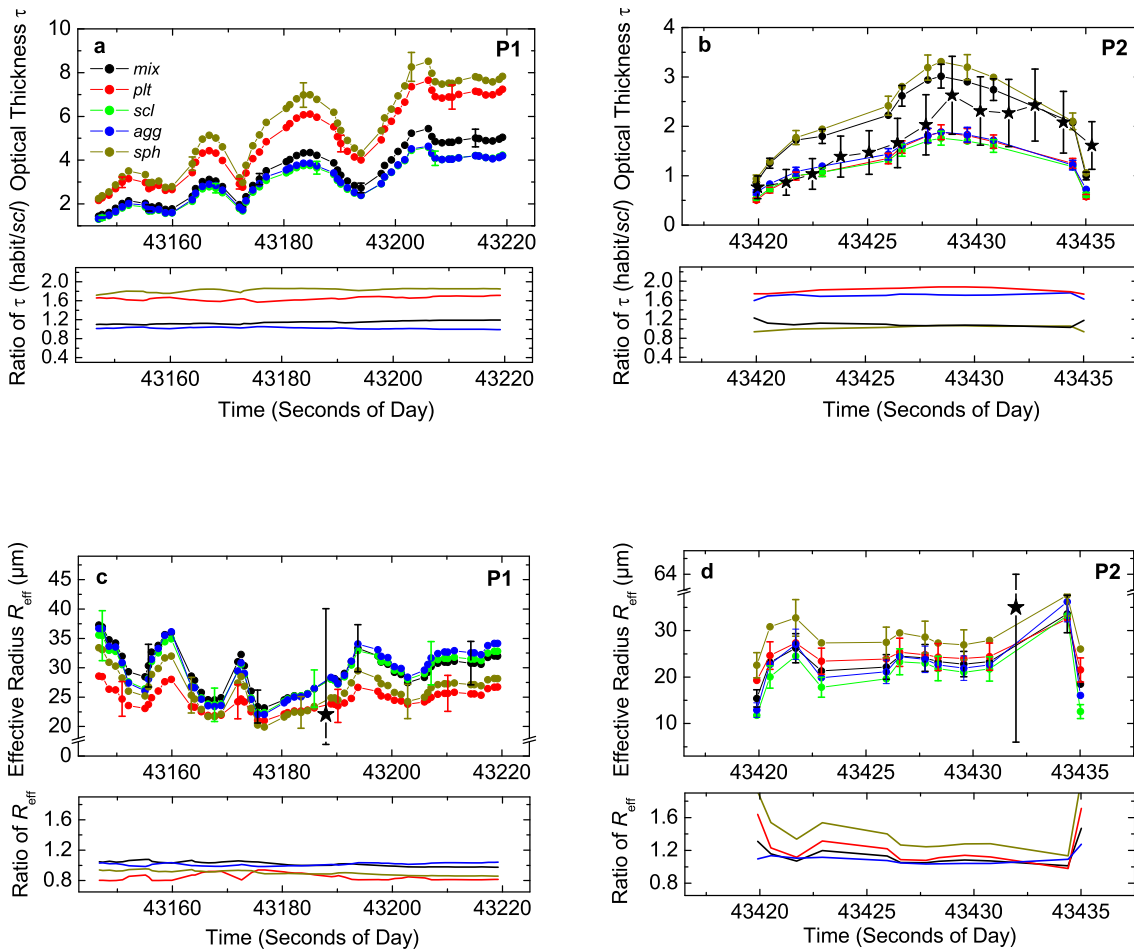 Optical Thickness τ
10
8
6
4
2
a
P1
mix
plt
scl
agg
sph
43160
43180
43200
43220
Ratio of τ (habit/scl)
2.0
1.6
1.2
0.8
0.4
43160
43180
43200
43220
Time (Seconds of Day)
Optical Thickness τ
4
3
2
1
0
b
P2
43420
43425
43430
43435
Ratio of τ (habit/scl)
2.0
1.6
1.2
0.8
0.4
43420
43425
43430
43435
Time (Seconds of Day)
Effective Radius Reff (μm)
45
40
35
30
25
20
0
c
P1
43160
43180
43200
43220
Ratio of Reff
1.6
1.2
0.8
43160
43180
43200
43220
Time (Seconds of Day)
Effective Radius Reff (μm)
64
30
20
10
d
P2
43420
43425
43430
43435
Ratio of Reff
1.6
1.2
0.8
43420
43425
43430
43435
Time (Seconds of Day)